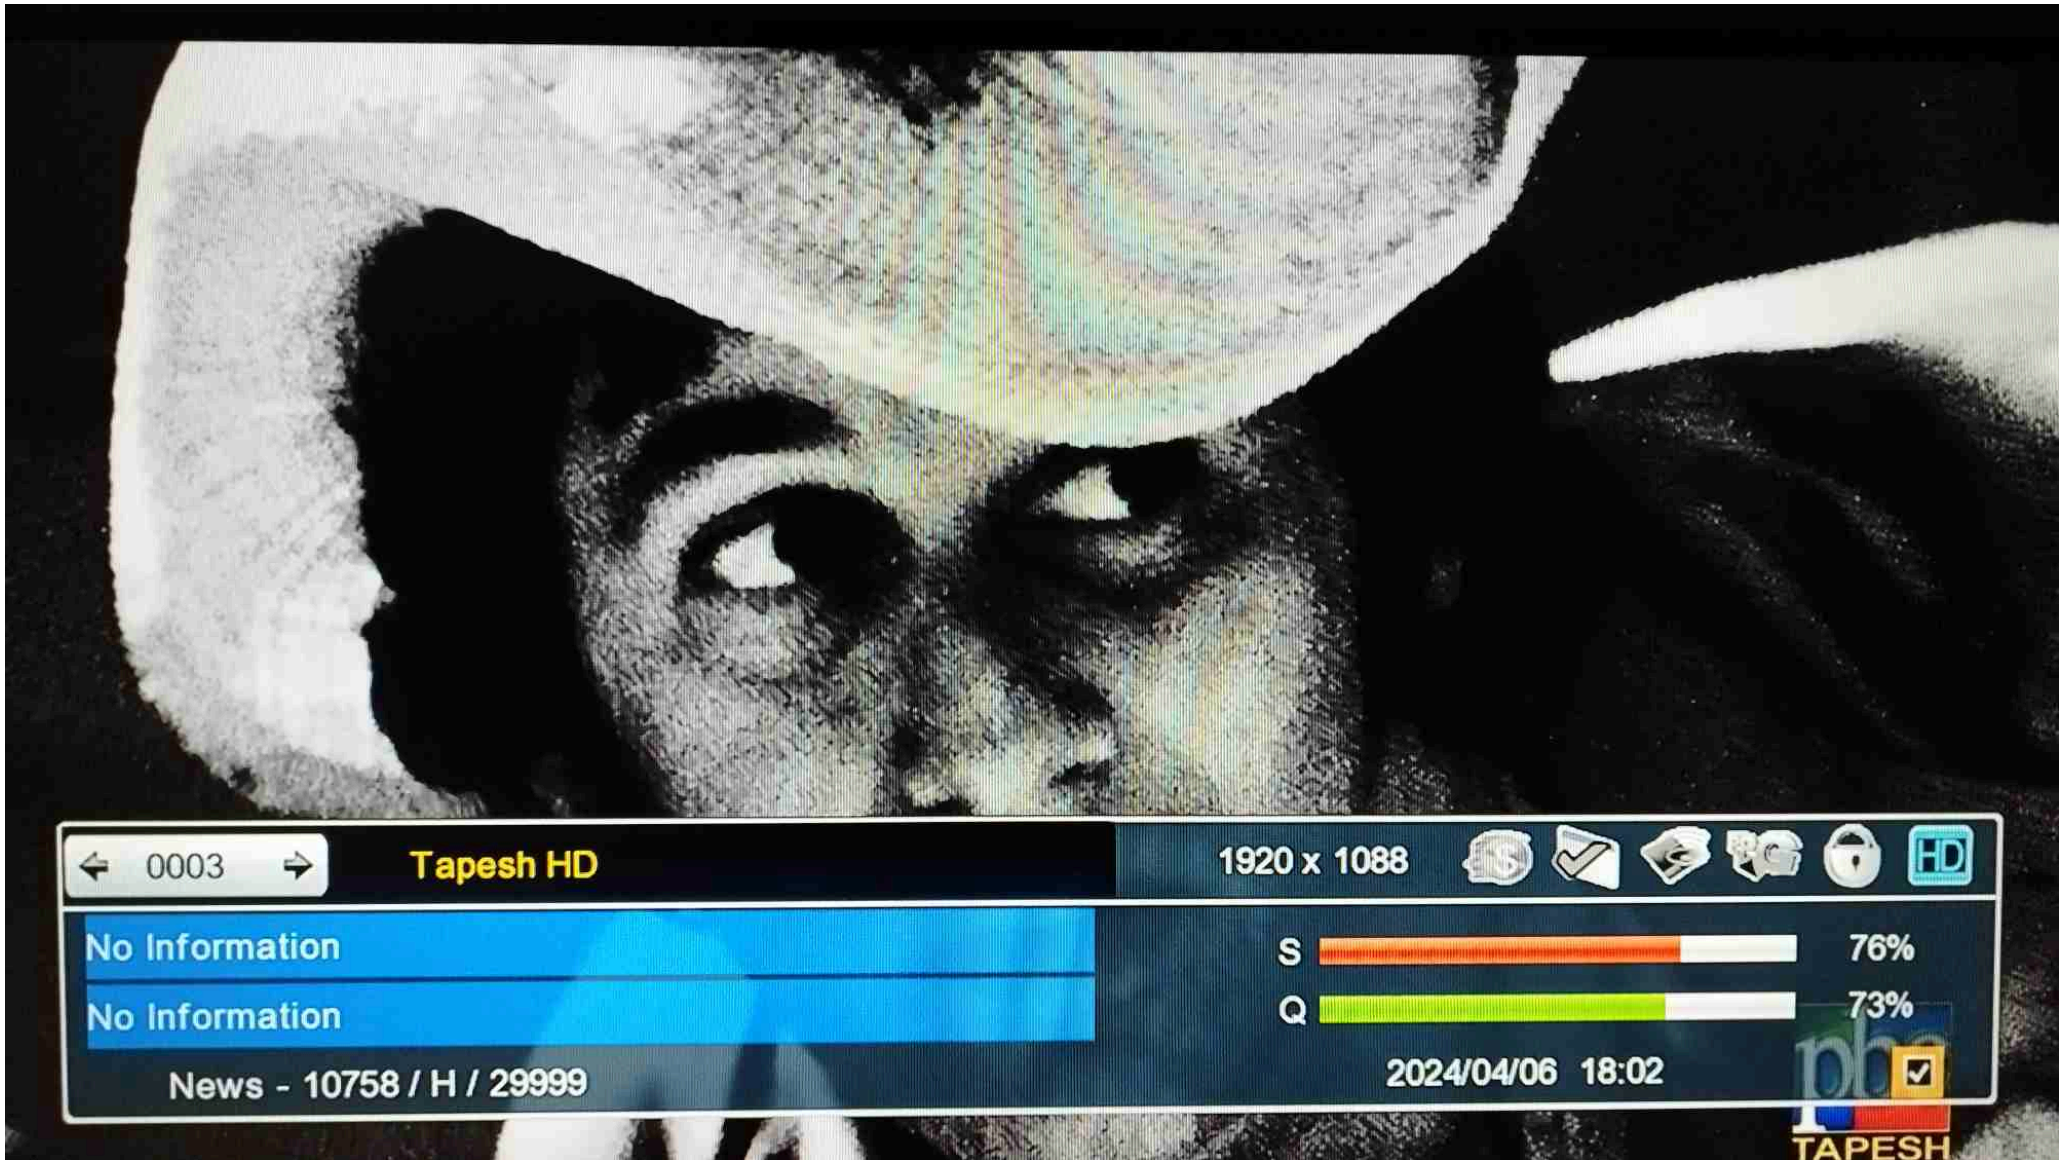 0003
Tapesh HD
1920 x 1088
HD
No Information
No Information
S 76%
Q 73%
News - 10758 / H / 29999
2024/04/06 18:02
TAPESH